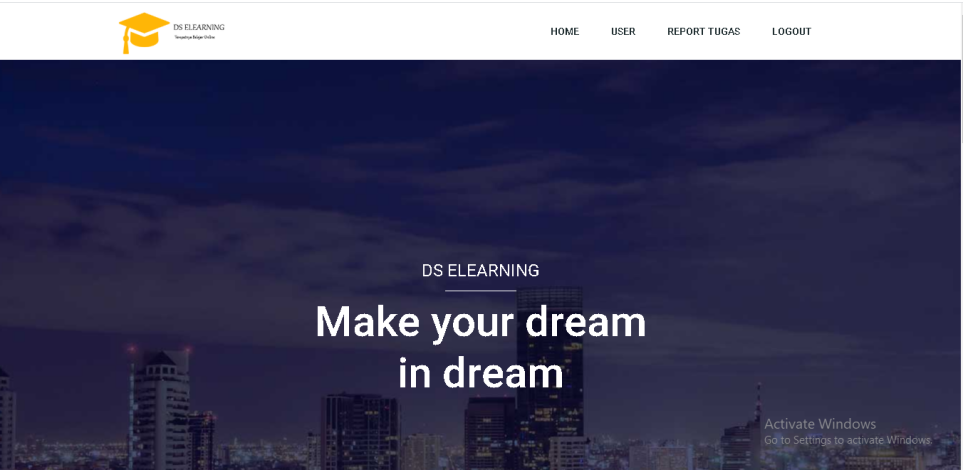 DS ELEARNING
HOME USER REPORT TUGAS LOGOUT
DS ELEARNING
Make your dream
in dream
Activate Windows
Go to Settings to activate Windows.